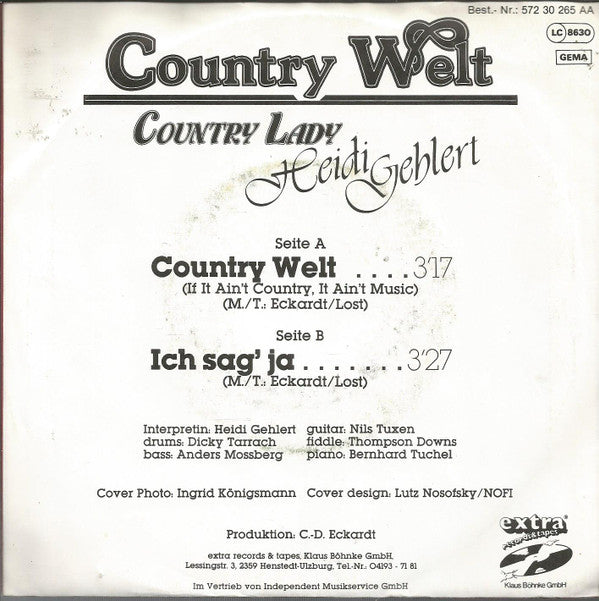 Best.- Nr.: 572 30 265 AA
LC 8630
GEMA
Country Welt
COUNTRY LADY
Heidi Gehlert
Seite A
Country Welt ....3'17
(If It Ain't Country, It Ain't Music)
(M./T.: Eckardt/Lost)
Seite B
Ich sag' ja .......3'27
(M./T.: Eckardt/Lost)
Interpretin: Heidi Gehlert guitar: Nils Tuxen
drums: Dicky Tarrach fiddle: Thompson Downs
bass: Anders Mossberg piano: Bernhard Tuchel
Cover Photo: Ingrid Königsmann Cover design: Lutz Nosofsky/NOFI
Produktion: C.-D. Eckardt
extra records & tapes, Klaus Böhnke GmbH,
Lessingstr. 3, 2359 Henstedt-Ulzburg, Tel.-Nr.: 04193 - 71 81
Im Vertrieb von Independent Musikservice GmbH
extra
records & tapes
Klaus Böhnke GmbH